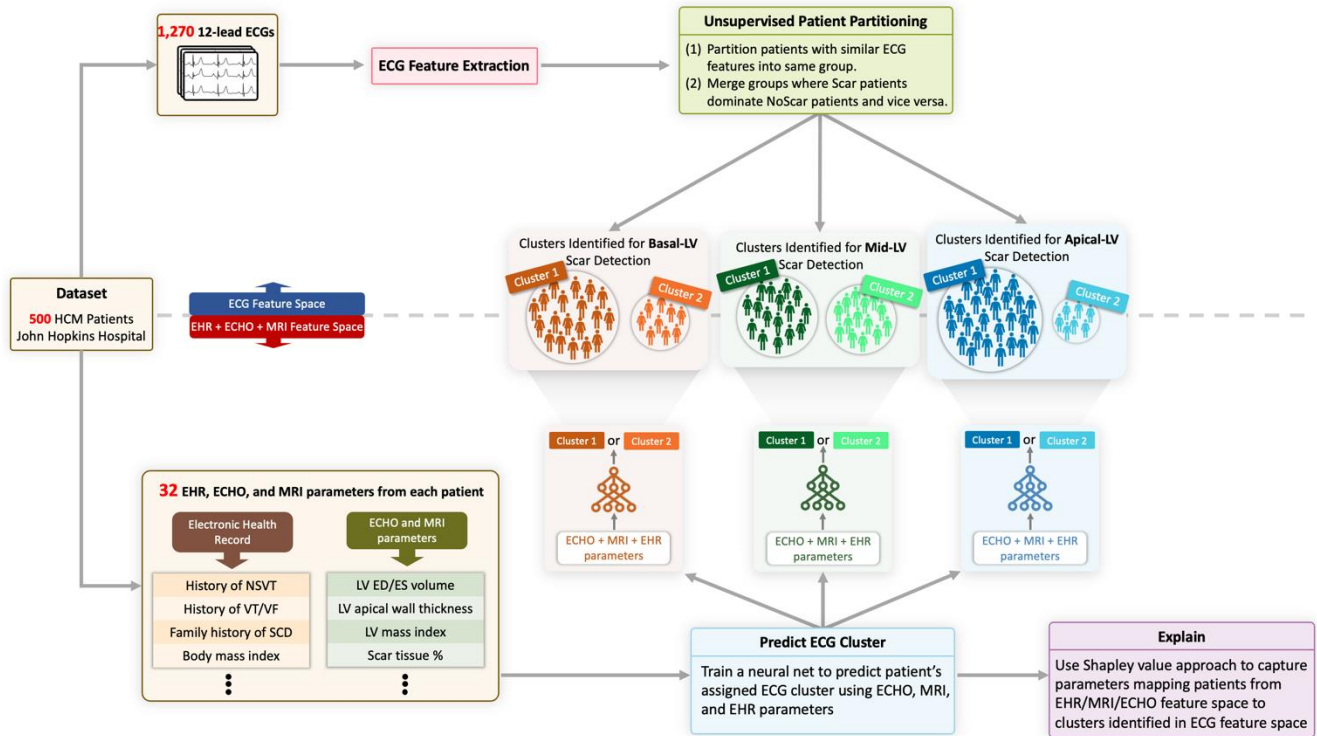 1,270 12-lead ECGs
ECG Feature Extraction
Unsupervised Patient Partitioning
(1) Partition patients with similar ECG
features into same group.
(2) Merge groups where Scar patients
dominate NoScar patients and vice versa.
Dataset
500 HCM Patients
John Hopkins Hospital
ECG Feature Space
EHR + ECHO + MRI Feature Space
Clusters Identified for Basal-LV
Scar Detection
Cluster 1
Cluster 2
Clusters Identified for Mid-LV
Scar Detection
Cluster 1
Cluster 2
Clusters Identified for Apical-LV
Scar Detection
Cluster 1
Cluster 2
Cluster 1 or Cluster 2
ECHO + MRI + EHR
parameters
Cluster 1 or Cluster 2
ECHO + MRI + EHR
parameters
Cluster 1 or Cluster 2
ECHO + MRI + EHR
parameters
32 EHR, ECHO, and MRI parameters from each patient
Electronic Health
Record
History of NSVT
History of VT/VF
Family history of SCD
Body mass index
ECHO and MRI
parameters
LV ED/ES volume
LV apical wall thickness
LV mass index
Scar tissue %
Predict ECG Cluster
Train a neural net to predict patient's
assigned ECG cluster using ECHO, MRI,
and EHR parameters
Explain
Use Shapley value approach to capture
parameters mapping patients from
EHR/MRI/ECHO feature space to
clusters identified in ECG feature space